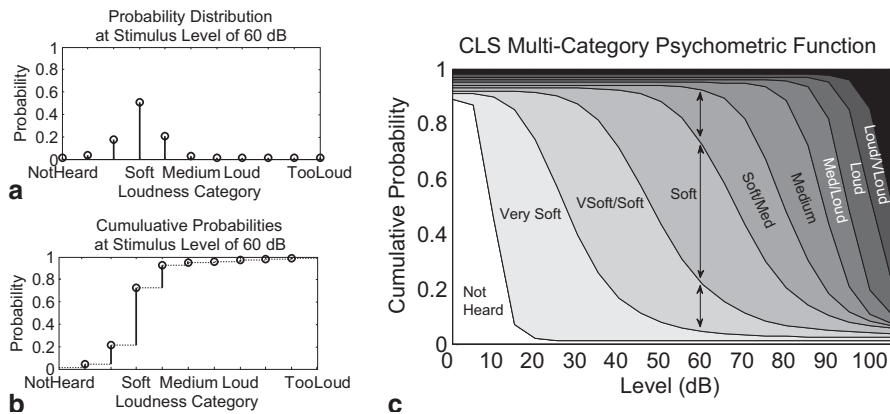 Probability Distribution
at Stimulus Level of 60 dB
1
0.8
0.6
0.4
0.2
0
Probability
NotHeard Soft Medium Loud TooLoud
Loudness Category
a
Cumuluative Probabilities
at Stimulus Level of 60 dB
1
0.8
0.6
0.4
0.2
0
Probability
NotHeard Soft Medium Loud TooLoud
Loudness Category
b
CLS Multi-Category Psychometric Function
1
0.8
0.6
0.4
0.2
0
Cumulative Probability
Not
Heard
Very Soft
VSoft/Soft
Soft
Soft/Med
Medium
Med/Loud
Loud
Loud/VLoud
10 20 30 40 50 60 70 80 90 100
Level (dB)
c